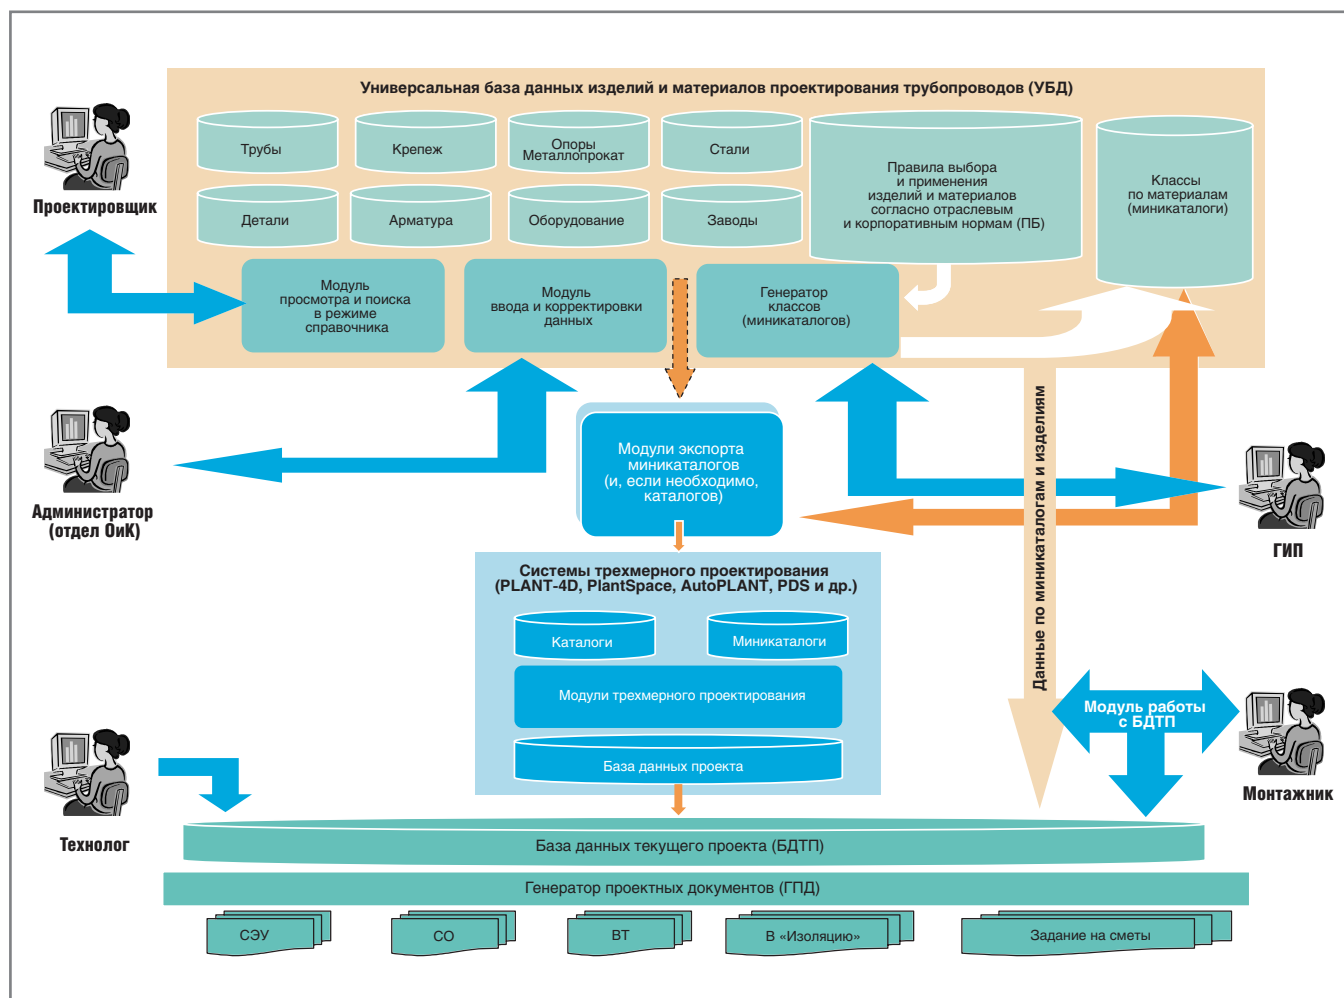 Универсальная база данных изделий и материалов проектирования трубопроводов (УБД)
Трубы
Крепеж
Опоры
Металлопрокат
Стали
Детали
Арматура
Оборудование
Заводы
Правила выбора
и применения
изделий и материалов
согласно отраслевым
и корпоративным нормам (ПБ)
Классы
по материалам
(миникаталоги)
Проектировщик
Модуль
просмотра и поиска
в режиме
справочника
Модуль
ввода и корректировки
данных
Генератор
классов
(миникаталогов)
Администратор
(отдел ОиК)
Модули экспорта
миникаталогов
(и, если необходимо,
каталогов)
Данные по миникаталогам и изделиям
ГИП
Системы трехмерного проектирования
(PLANT-4D, PlantSpace, AutoPLANT, PDS и др.)
Каталоги
Миникаталоги
Модули трехмерного проектирования
База данных проекта
Модуль работы
с БДТП
Монтажник
Технолог
База данных текущего проекта (БДТП)
Генератор проектных документов (ГПД)
СЭУ
СО
ВТ
В «Изоляцию»
Задание на сметы